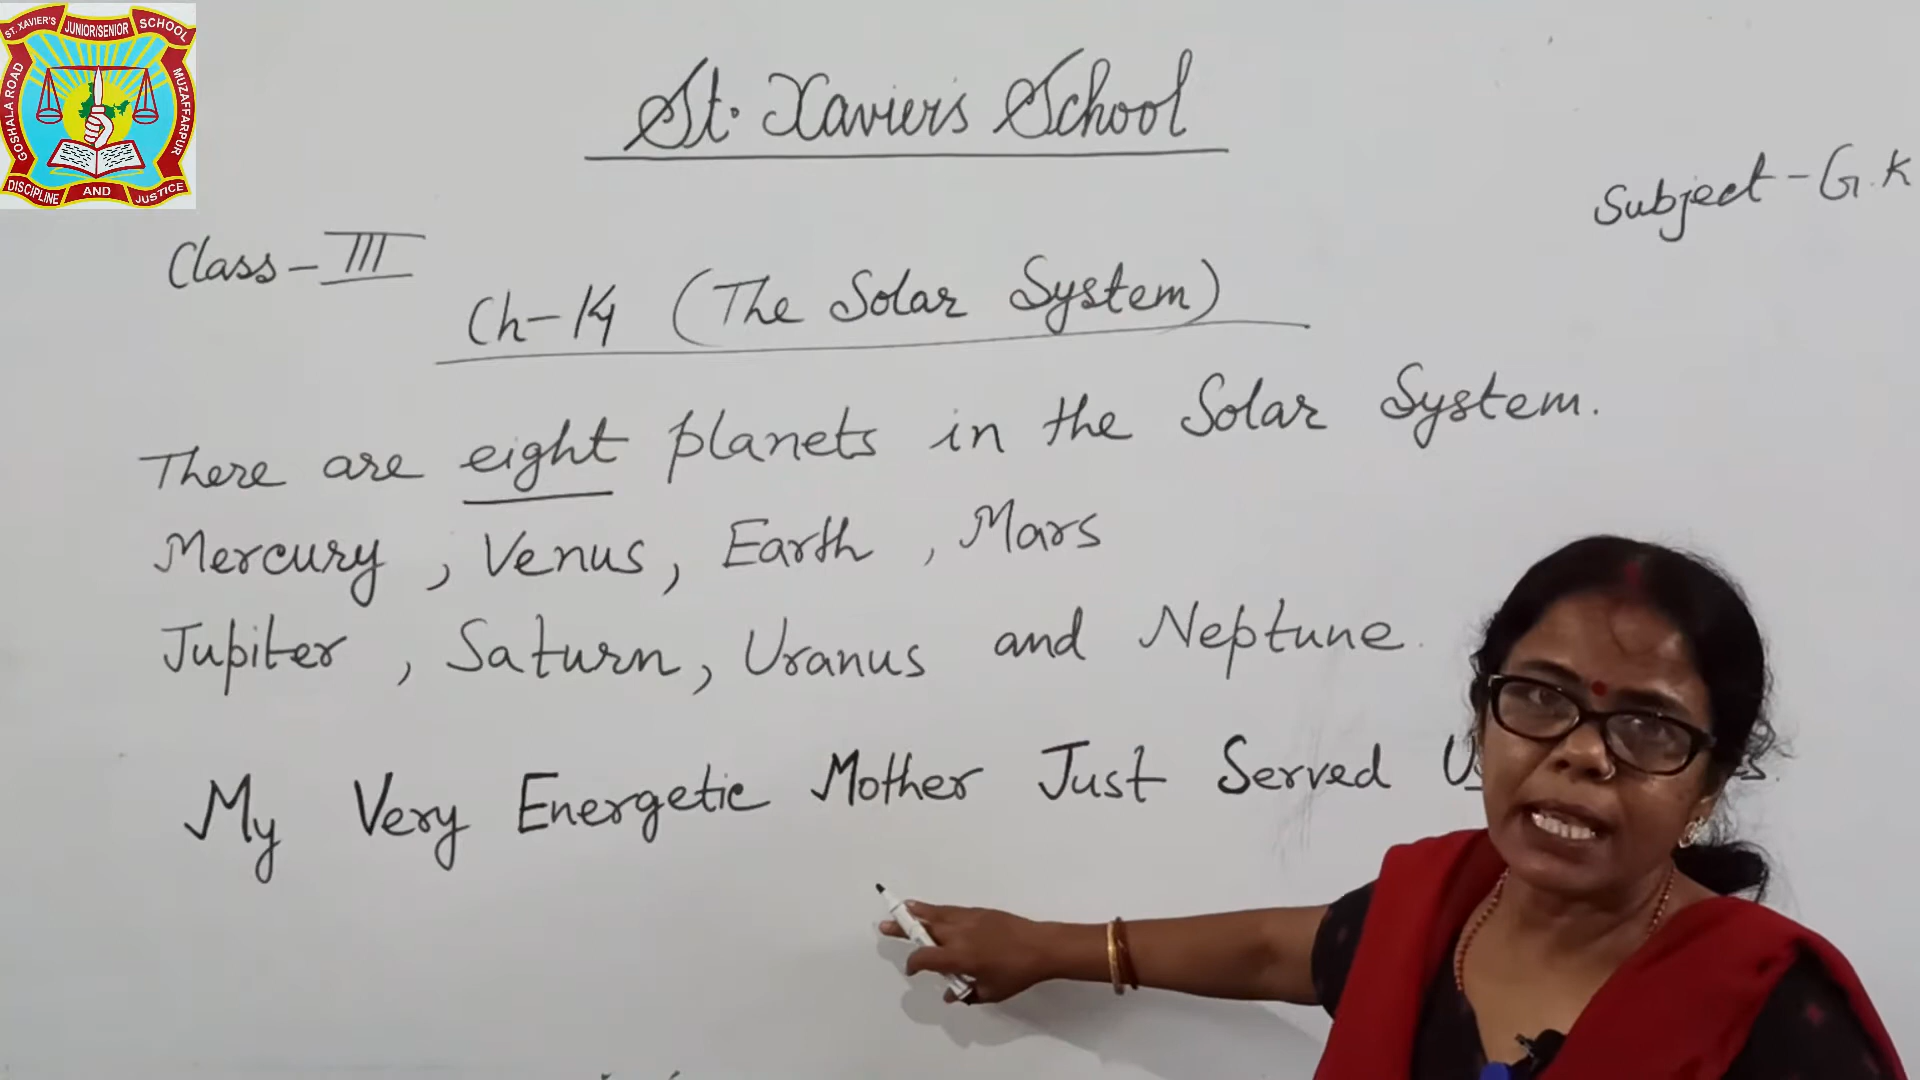 ST. XAVIER'S JUNIOR/SENIOR SCHOOL
GOSHALA ROAD
MUZAFFARPUR
DISCIPLINE AND JUSTICE
St. Xavier's School
Subject - G.K
Class - III
Ch-14 (The Solar System)
There are eight planets in the Solar System.
Mercury, Venus, Earth, Mars
Jupiter, Saturn, Uranus and Neptune.
My Very Energetic Mother Just Served